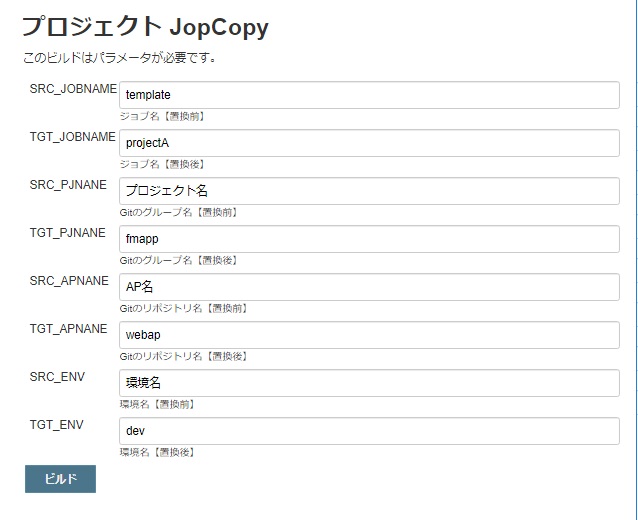 プロジェクト JopCopy
このビルドはパラメータが必要です。
SRC_JOBNAME
template
ジョブ名【置換前】
TGT_JOBNAME
projectA
ジョブ名【置換後】
SRC_PJNANE
プロジェクト名
Gitのグループ名【置換前】
TGT_PJNANE
fmapp
Gitのグループ名【置換後】
SRC_APNANE
AP名
Gitのリポジトリ名【置換前】
TGT_APNANE
webap
Gitのリポジトリ名【置換後】
SRC_ENV
環境名
環境名【置換前】
TGT_ENV
dev
環境名【置換後】
ビルド